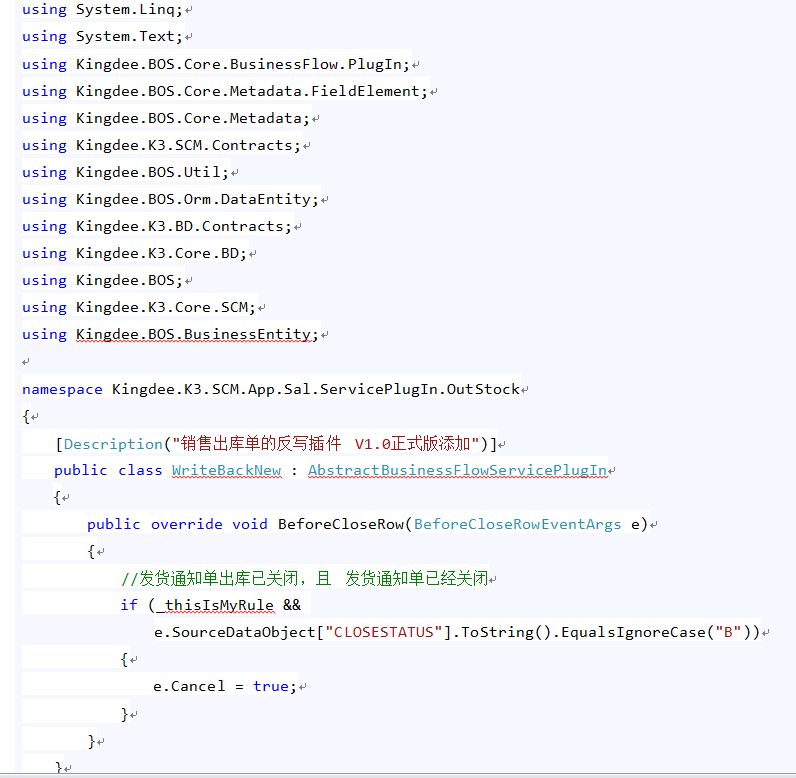 using System.Linq;
using System.Text;
using Kingdee.BOS.Core.BusinessFlow.PlugIn;
using Kingdee.BOS.Core.Metadata.FieldElement;
using Kingdee.BOS.Core.Metadata;
using Kingdee.K3.SCM.Contracts;
using Kingdee.BOS.Util;
using Kingdee.BOS.Orm.DataEntity;
using Kingdee.K3.BD.Contracts;
using Kingdee.K3.Core.BD;
using Kingdee.BOS;
using Kingdee.K3.Core.SCM;
using Kingdee.BOS.BusinessEntity;
namespace Kingdee.K3.SCM.App.Sal.ServicePlugIn.OutStock
{
[Description("销售出库单的反写插件 V1.0正式版添加")]
public class WriteBackNew : AbstractBusinessFlowServicePlugIn
{
public override void BeforeCloseRow(BeforeCloseRowEventArgs e)
{
//发货通知单出库已关闭，且 发货通知单已经关闭
if (_thisIsMyRule &&
e.SourceDataObject["CLOSESTATUS"].ToString().EqualsIgnoreCase("B"))
{
e.Cancel = true;
}
}
}